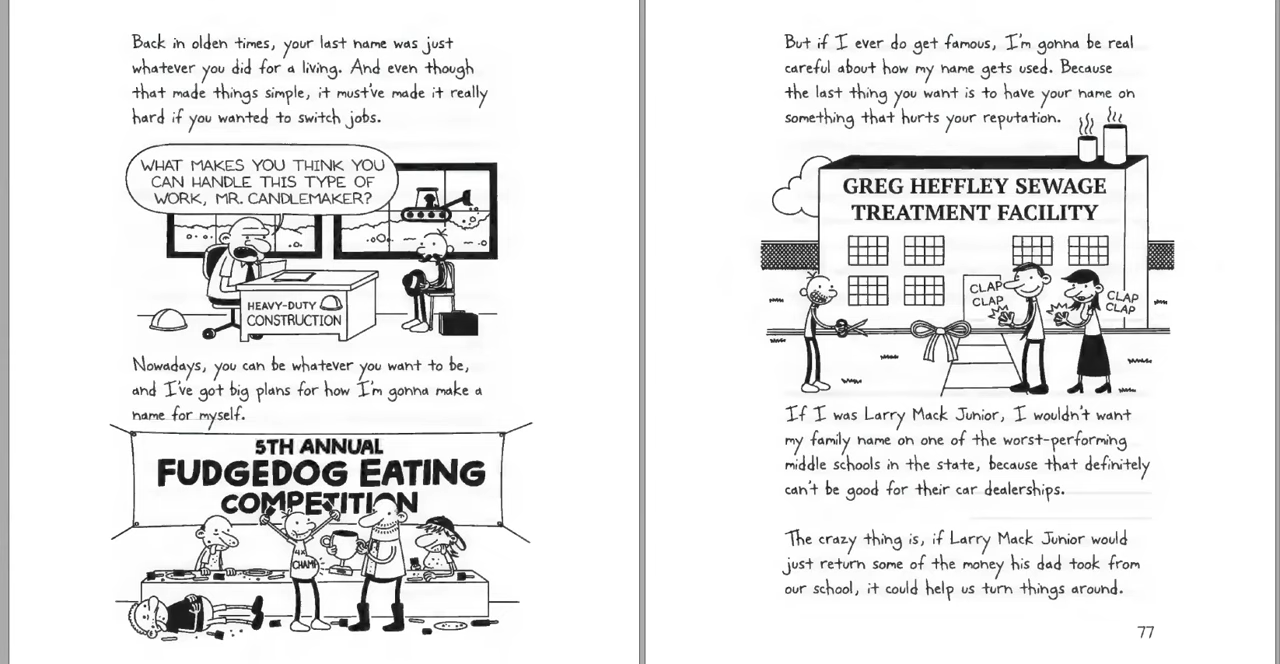 Back in olden times, your last name was just
whatever you did for a living. And even though
that made things simple, it must've made it really
hard if you wanted to switch jobs.
WHAT MAKES YOU THINK YOU
CAN HANDLE THIS TYPE OF
WORK, MR. CANDLEMAKER?
HEAVY-DUTY
CONSTRUCTION
Nowadays, you can be whatever you want to be,
and I've got big plans for how I'm gonna make a
name for myself.
5TH ANNUAL
FUDGEDOG EATING
COMPETITION
4X
CHAMP
But if I ever do get famous, I'm gonna be real
careful about how my name gets used. Because
the last thing you want is to have your name on
something that hurts your reputation.
GREG HEFFLEY SEWAGE
TREATMENT FACILITY
CLAP
CLAP
CLAP
CLAP
If I was Larry Mack Junior, I wouldn't want
my family name on one of the worst-performing
middle schools in the state, because that definitely
can't be good for their car dealerships.
The crazy thing is, if Larry Mack Junior would
just return some of the money his dad took from
our school, it could help us turn things around.
77